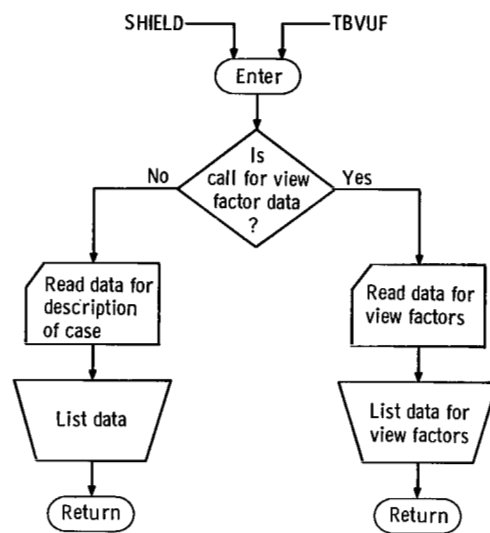 SHIELD
TBVUF
Enter
Is
call for view
factor data
?
No
Yes
Read data for
description
of case
Read data for
view factors
List data
List data for
view factors
Return
Return